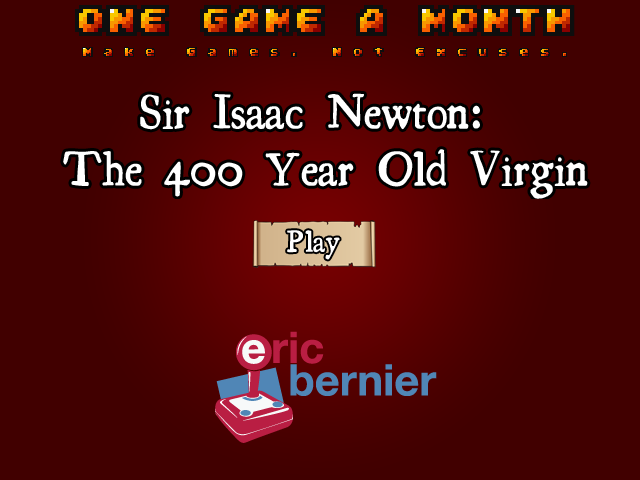 ONE GAME A MONTH
Make Games. Not Excuses.
Sir Isaac Newton:
The 400 Year Old Virgin
Play
eric
bernier